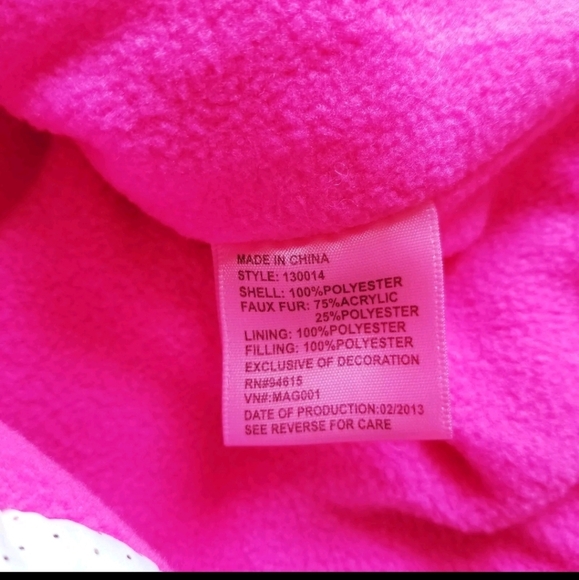 MADE IN CHINA
STYLE: 130014
SHELL: 100%POLYESTER
FAUX FUR: 75%ACRYLIC
25%POLYESTER
LINING: 100%POLYESTER
FILLING: 100%POLYESTER
EXCLUSIVE OF DECORATION
RN#94615
VN#:MAG001
DATE OF PRODUCTION:02/2013
SEE REVERSE FOR CARE